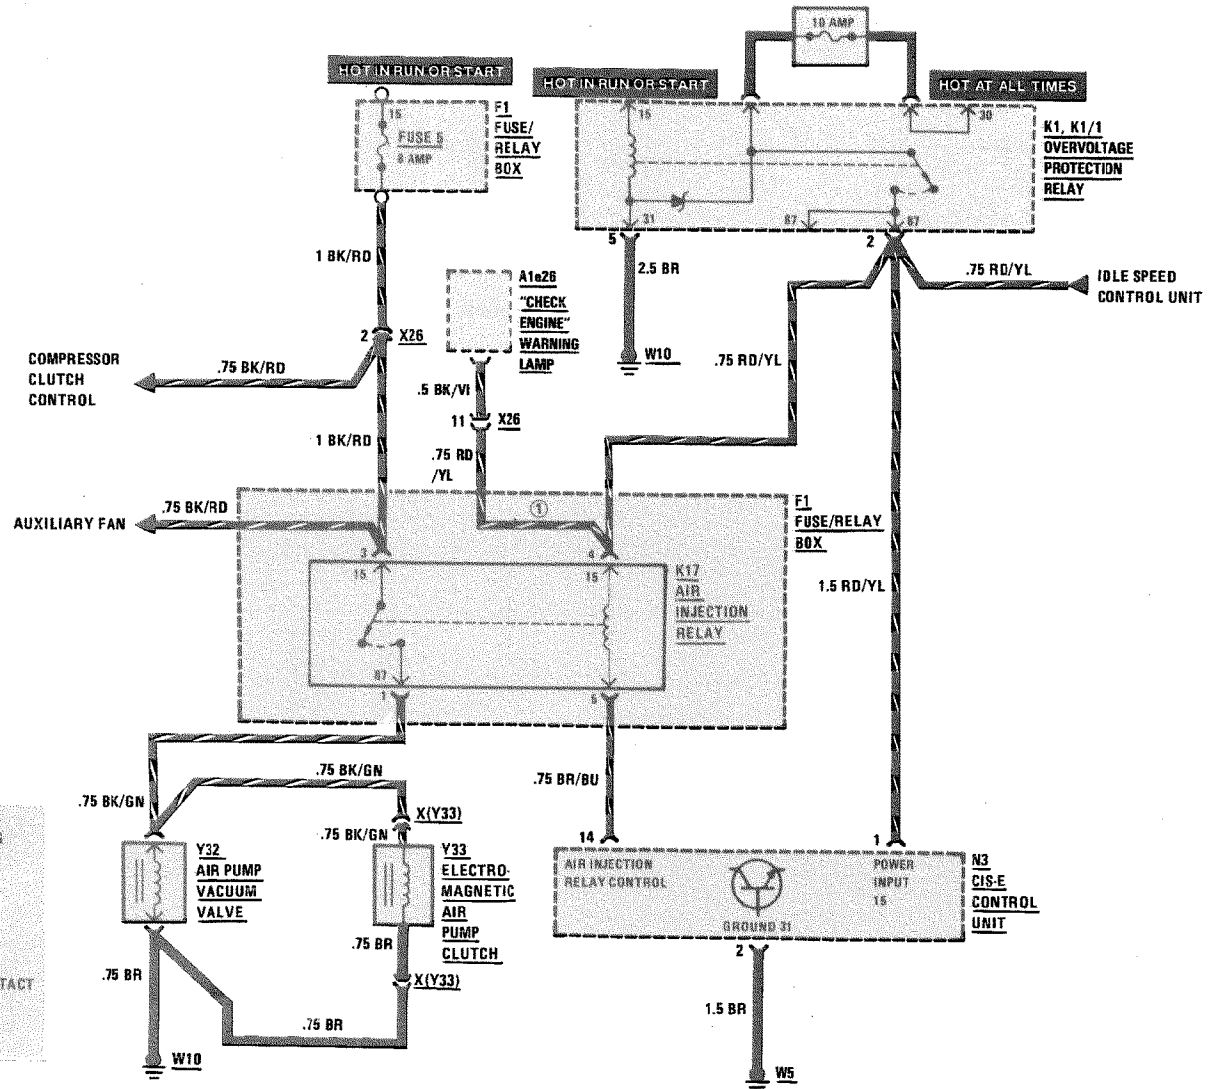 10 AMP
HOT IN RUN OR START
HOT IN RUN OR START
HOT AT ALL TIMES
15
FUSE 5
8 AMP
F1
FUSE/
RELAY
BOX
15
30
K1, K1/1
OVERVOLTAGE
PROTECTION
RELAY
31
87
87
5
2
1 BK/RD
2.5 BR
.75 RD/YL
IDLE SPEED
CONTROL UNIT
A1e26
"CHECK
ENGINE"
WARNING
LAMP
2
X26
W10
.75 RD/YL
COMPRESSOR
CLUTCH
CONTROL
.75 BK/RD
.5 BK/VI
11
X26
1 BK/RD
.75 RD
/YL
.75 BK/RD
AUXILIARY FAN
1
F1
FUSE/RELAY
BOX
3
4
15
15
K17
AIR
INJECTION
RELAY
1.5 RD/YL
87
1
5
.75 BK/GN
.75 BR/BU
.75 BK/GN
X(Y33)
.75 BK/GN
14
1
Y32
AIR PUMP
VACUUM
VALVE
Y33
ELECTRO-
MAGNETIC
AIR
PUMP
CLUTCH
AIR INJECTION
RELAY CONTROL
POWER
INPUT
15
GROUND 31
N3
CIS-E
CONTROL
UNIT
.75 BR
.75 BR
X(Y33)
2
TACT
1.5 BR
.75 BR
W10
W5